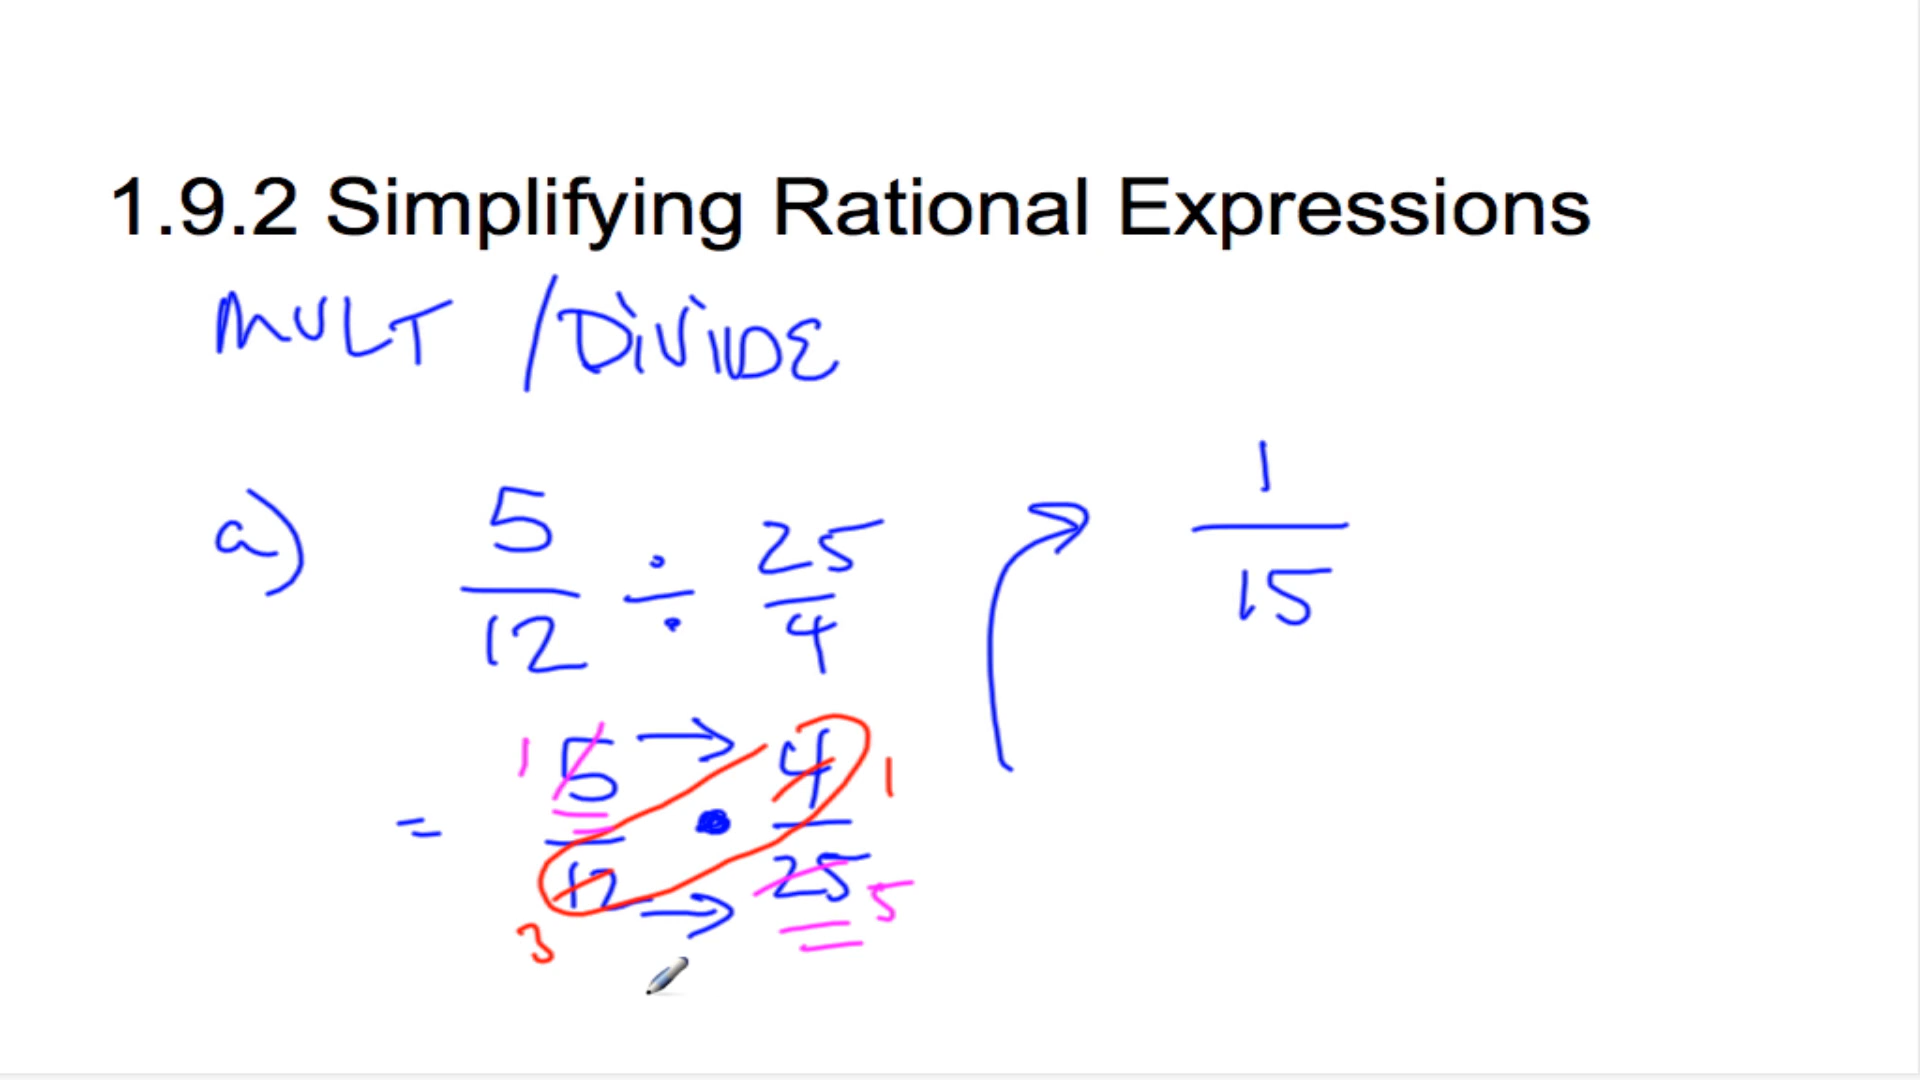 1.9.2 Simplifying Rational Expressions
MULT / DiViDE
a) 5/12 ÷ 25/4
= 5/12 • 4/25
1 1
3 5
1/15